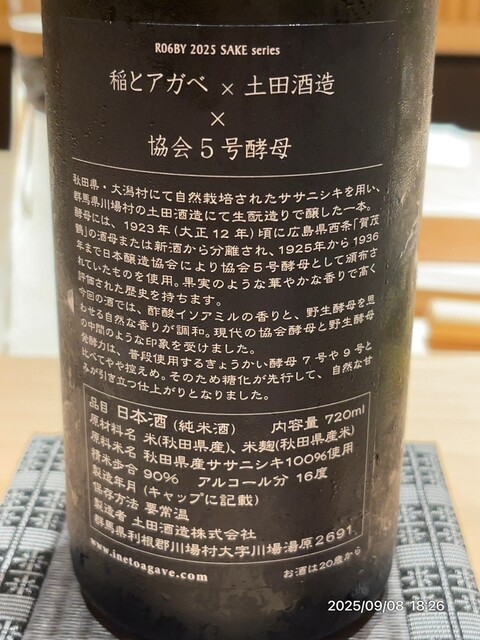 R06BY 2025 SAKE series
稲とアガベ × 土田酒造
×
協会5号酵母
秋田県・大潟村にて自然栽培されたササニシキを用い、
群馬県川場村の土田酒造にて生酛造りで醸した一本。
酵母は、1923年(大正12年)頃に広島県西条「賀茂
鶴」の酒母または新酒から分離され、1925年から1936
年まで日本醸造協会により協会5号酵母として頒布さ
れていたものを使用。果実のような華やかな香りで高く
評価された歴史を持ちます。
今回の酒では、酢酸イソアミルの香りと、野生酵母を思
わせる自然な香りが調和。現代の協会酵母と野生酵母
の中間のような印象を受けました。
発酵力は、普段使用するきょうかい酵母7号や9号と
比べてやや控えめ。そのため糖化が先行して、自然な甘
みが引き立つ仕上がりとなりました。
品目 日本酒(純米酒) 内容量 720ml
原材料名 米(秋田県産)、米麹(秋田県産米)
原料米名 秋田県産ササニシキ100%使用
精米歩合 90% アルコール分 16度
製造年月(キャップに記載)
保存方法 要常温
製造者 土田酒造株式会社
群馬県利根郡川場村大字川場湯原2691
www.inetoagave.com お酒は20歳から
2025/09/08 18:26